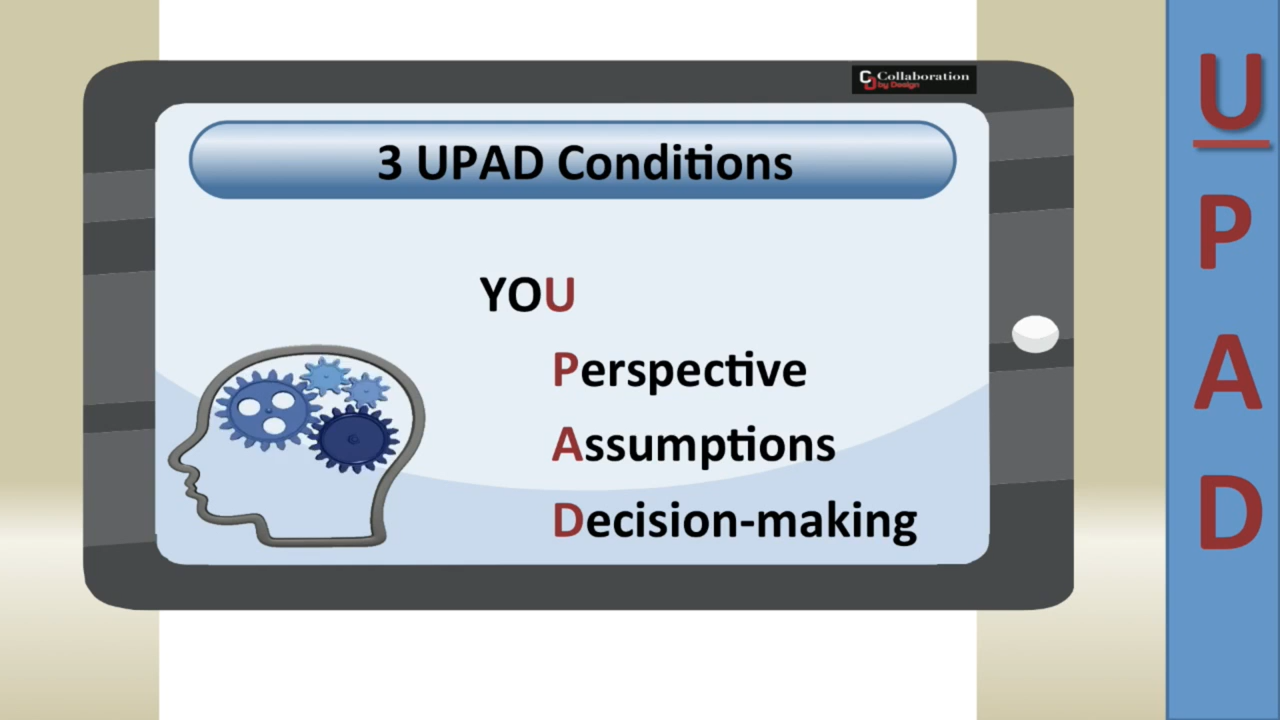 Collaboration
by Design
3 UPAD Conditions
YOU
Perspective
Assumptions
Decision-making
U
P
A
D